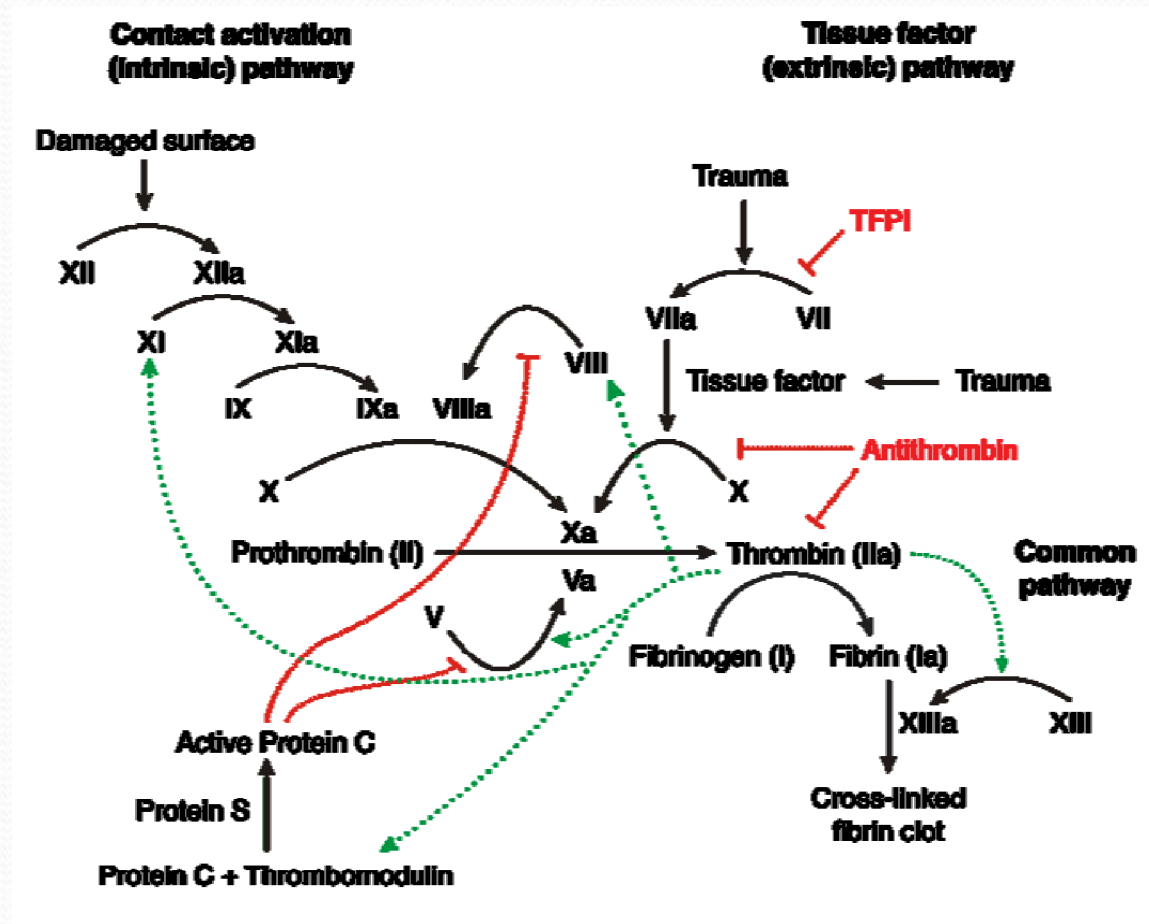 Contact activation
(intrinsic) pathway
Tissue factor
(extrinsic) pathway
Damaged surface
Trauma
TFPI
XII
XIIa
VIIa
VII
XI
XIa
VIII
Tissue factor
Trauma
IX
IXa
VIIIa
Antithrombin
X
X
Xa
Prothrombin (II)
Thrombin (IIa)
Common
pathway
Va
V
Fibrinogen (I)
Fibrin (Ia)
XIIIa
XIII
Active Protein C
Cross-linked
fibrin clot
Protein S
Protein C + Thrombomodulin